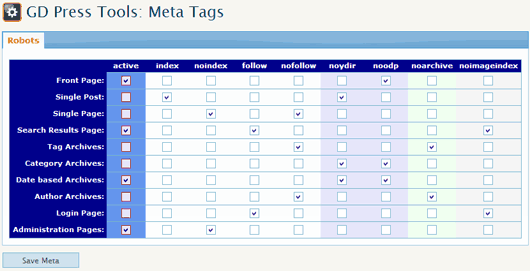 GD Press Tools: Meta Tags
Robots
active index noindex follow nofollow noydir noodp noarchive noimageindex
Front Page:
Single Post:
Single Page:
Search Results Page:
Tag Archives:
Category Archives:
Date based Archives:
Author Archives:
Login Page:
Administration Pages:
Save Meta